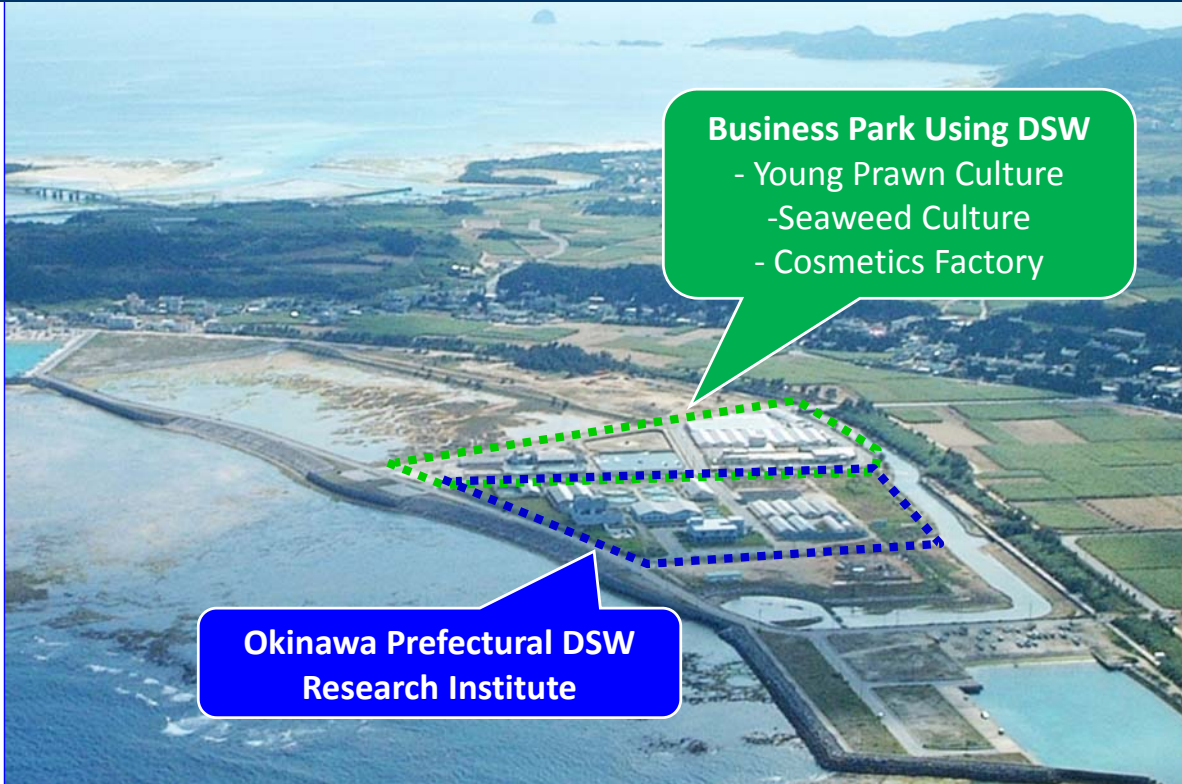 Business Park Using DSW
- Young Prawn Culture
-Seaweed Culture
- Cosmetics Factory
Okinawa Prefectural DSW
Research Institute